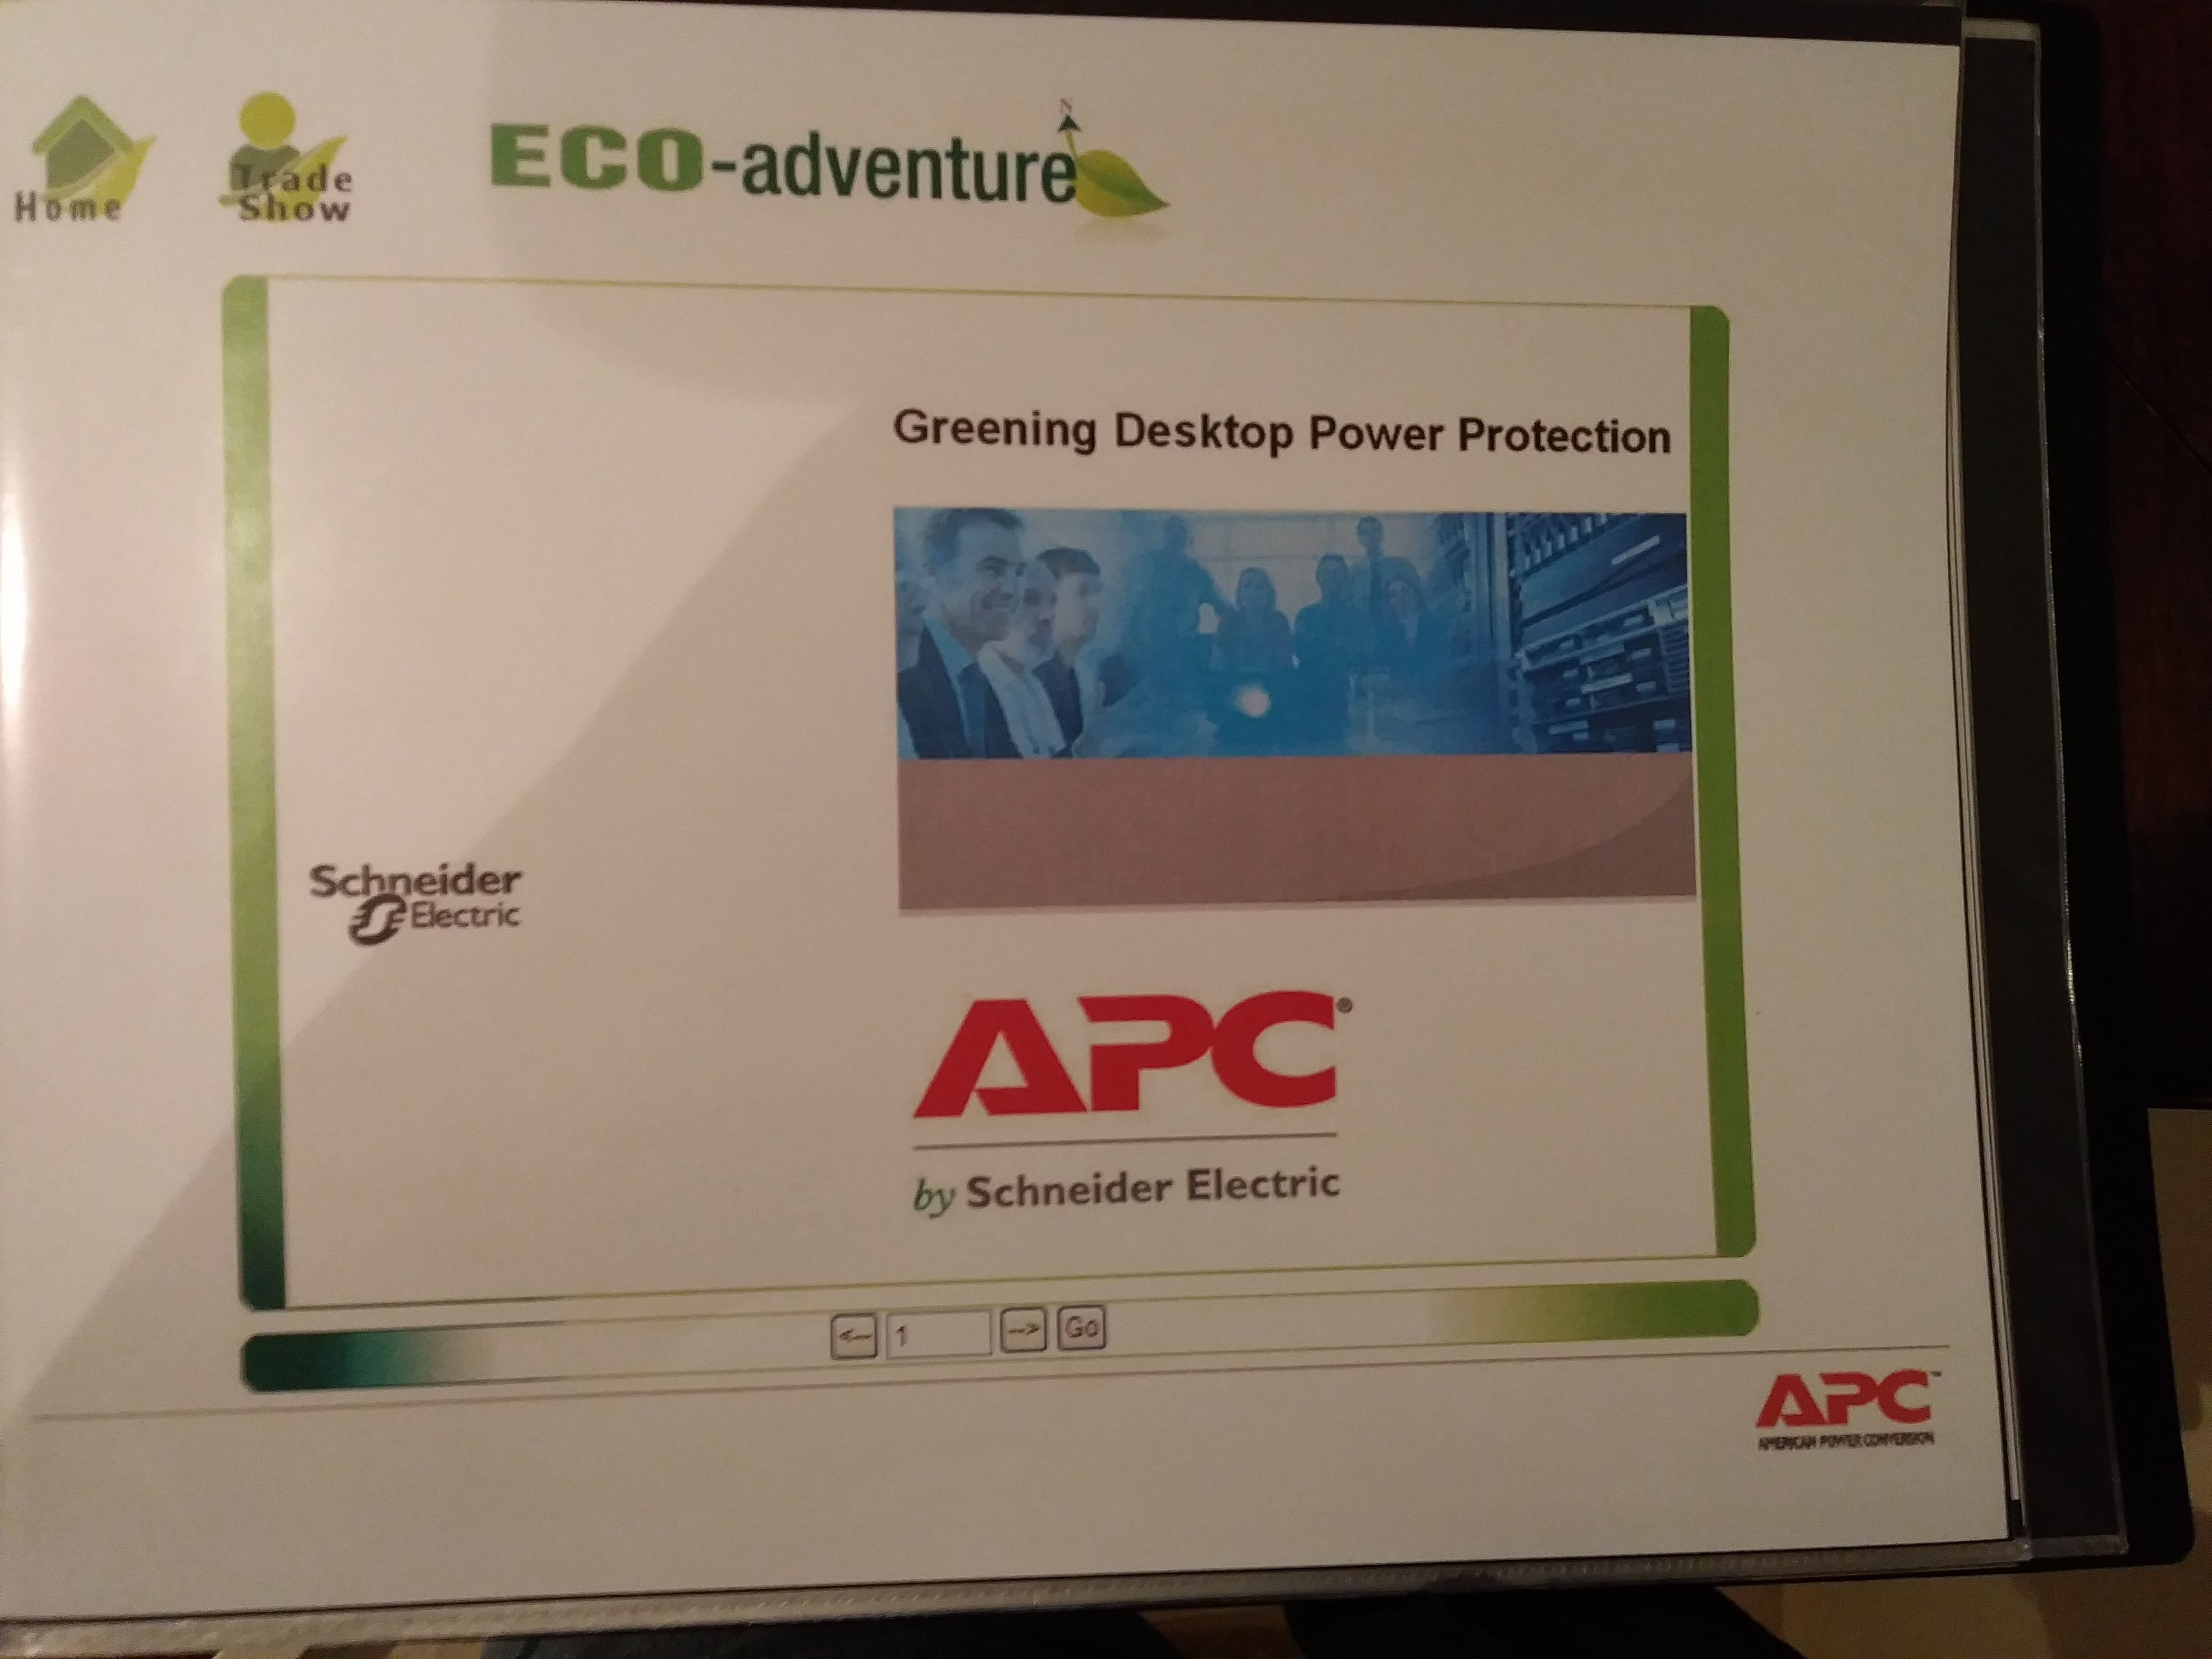 Home
Trade
Show
N
ECO-adventure
Greening Desktop Power Protection
Schneider
Electric
APC®
by Schneider Electric
<-- 1 --> Go
APC™
AMERICAN POWER CONVERSION